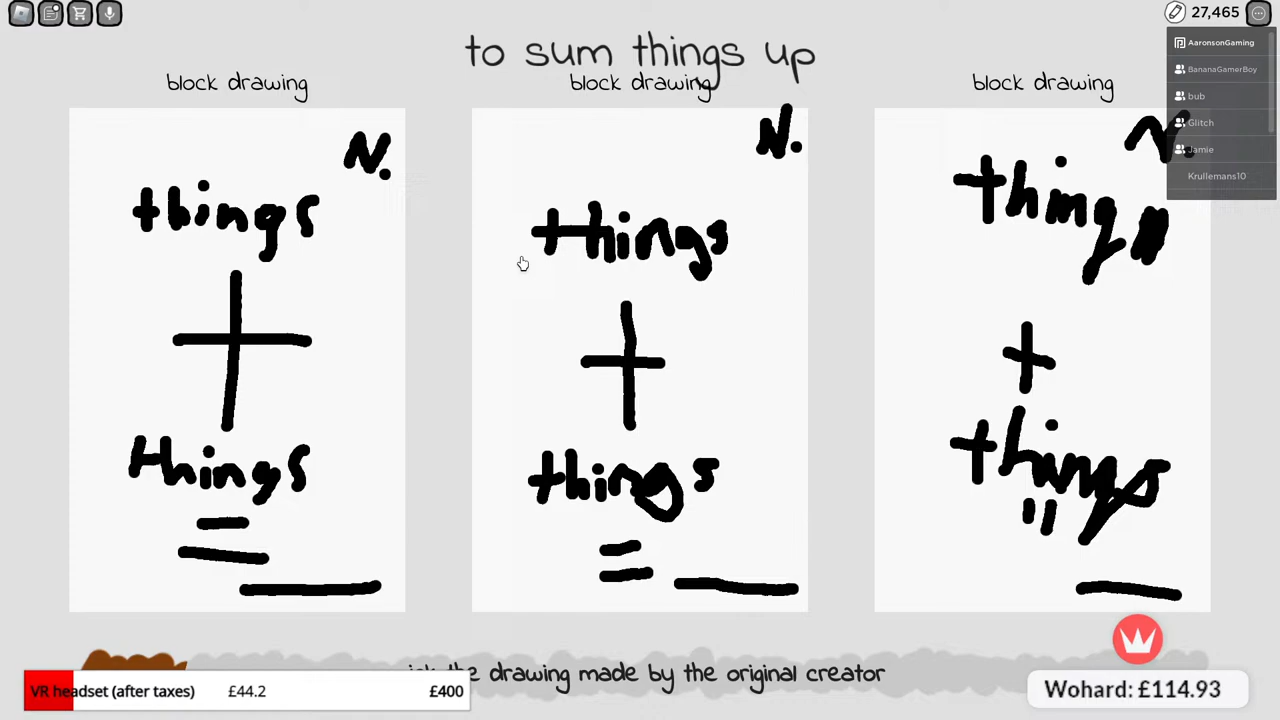 27,465
to sum things up
AaronsonGaming
BananaGamerBoy
bub
Glitch
Jamie
Krullemans10
block drawing
block drawing
block drawing
N.
things
+
things
=
N.
things
+
things
=
N.
thing
+
things
=
the drawing made by the original creator
VR headset (after taxes) £44.2 £400
Wohard: £114.93